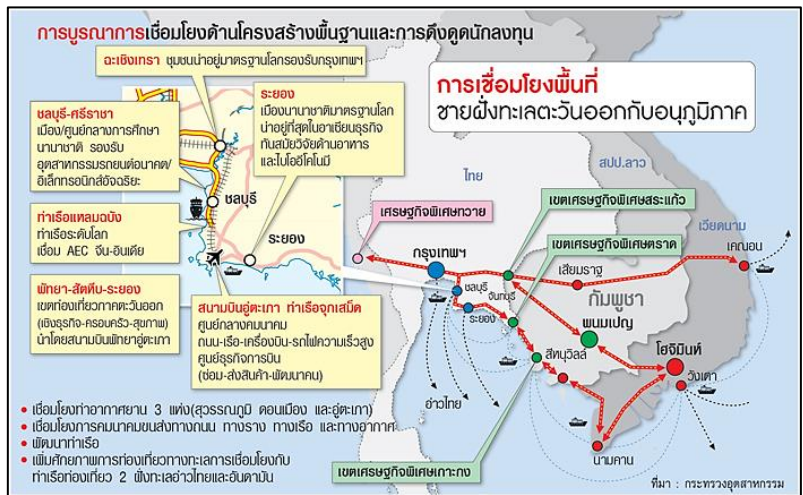 การบูรณาการเชื่อมโยงด้านโครงสร้างพื้นฐานและการดึงดูดนักลงทุน
ฉะเชิงเทรา ชุมชนน่าอยู่มาตรฐานโลกรองรับกรุงเทพฯ
ชลบุรี-ศรีราชา
เมือง/ศูนย์กลางการศึกษา
นานาชาติ รองรับ
อุตสาหกรรมรถยนต์อนาคต/
อิเล็กทรอนิกส์อัจฉริยะ
ระยอง
เมืองนานาชาติมาตรฐานโลก
น่าอยู่ที่สุดในอาเซียนธุรกิจ
ทันสมัยวิจัยด้านอาหาร
และไบโออีโคโนมี
ท่าเรือแหลมฉบัง
ท่าเรือระดับโลก
เชื่อม AEC จีน-อินเดีย
พัทยา-สัตหีบ-ระยอง
เขตท่องเที่ยวภาคตะวันออก
(เชิงธุรกิจ-ครอบครัว-สุขภาพ)
นำโดยสนามบินพัทยาอู่ตะเภา
สนามบินอู่ตะเภา ท่าเรือจุกเสม็ด
ศูนย์กลางคมนาคม
ถนน-เรือ-เครื่องบิน-รถไฟความเร็วสูง
ศูนย์ธุรกิจการบิน
(ซ่อม-ส่งสินค้า-พัฒนาคน)
ชลบุรี
ระยอง
การเชื่อมโยงพื้นที่
ชายฝั่งทะเลตะวันออกกับอนุภูมิภาค
ไทย
สปป.ลาว
เวียดนาม
เศรษฐกิจพิเศษทวาย
เขตเศรษฐกิจพิเศษสระแก้ว
เขตเศรษฐกิจพิเศษตราด
กรุงเทพฯ
เสียมราฐ
เคญอน
กัมพูชา
ชลบุรี
จันทบุรี
ระยอง
พนมเปญ
สีหนุวิลล์
โฮจิมินห์
วังเตา
อ่าวไทย
นามคาน
เขตเศรษฐกิจพิเศษเกาะกง
• เชื่อมโยงท่าอากาศยาน 3 แห่ง(สุวรรณภูมิ ดอนเมือง และอู่ตะเภา)
• เชื่อมโยงการคมนาคมขนส่งทางถนน ทางราง ทางเรือ และทางอากาศ
• พัฒนาท่าเรือ
• เพิ่มศักยภาพการท่องเที่ยวทางทะเลการเชื่อมโยงกับ
ท่าเรือท่องเที่ยว 2 ฝั่งทะเลอ่าวไทยและอันดามัน
ที่มา : กระทรวงอุตสาหกรรม